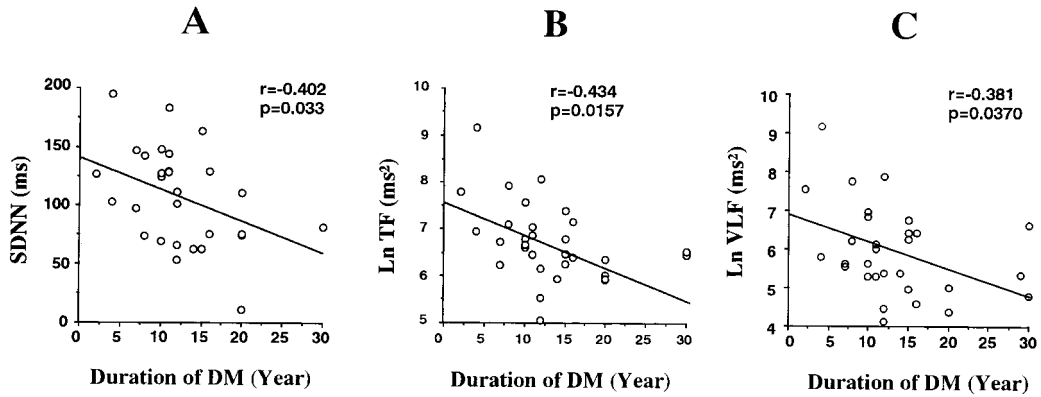 A
r=-0.402
p=0.033
200
150
100
50
0
SDNN (ms)
0 5 10 15 20 25 30
Duration of DM (Year)
B
r=-0.434
p=0.0157
10
9
8
7
6
5
Ln TF (ms²)
0 5 10 15 20 25 30
Duration of DM (Year)
C
r=-0.381
p=0.0370
10
9
8
7
6
5
4
Ln VLF (ms²)
0 5 10 15 20 25 30
Duration of DM (Year)